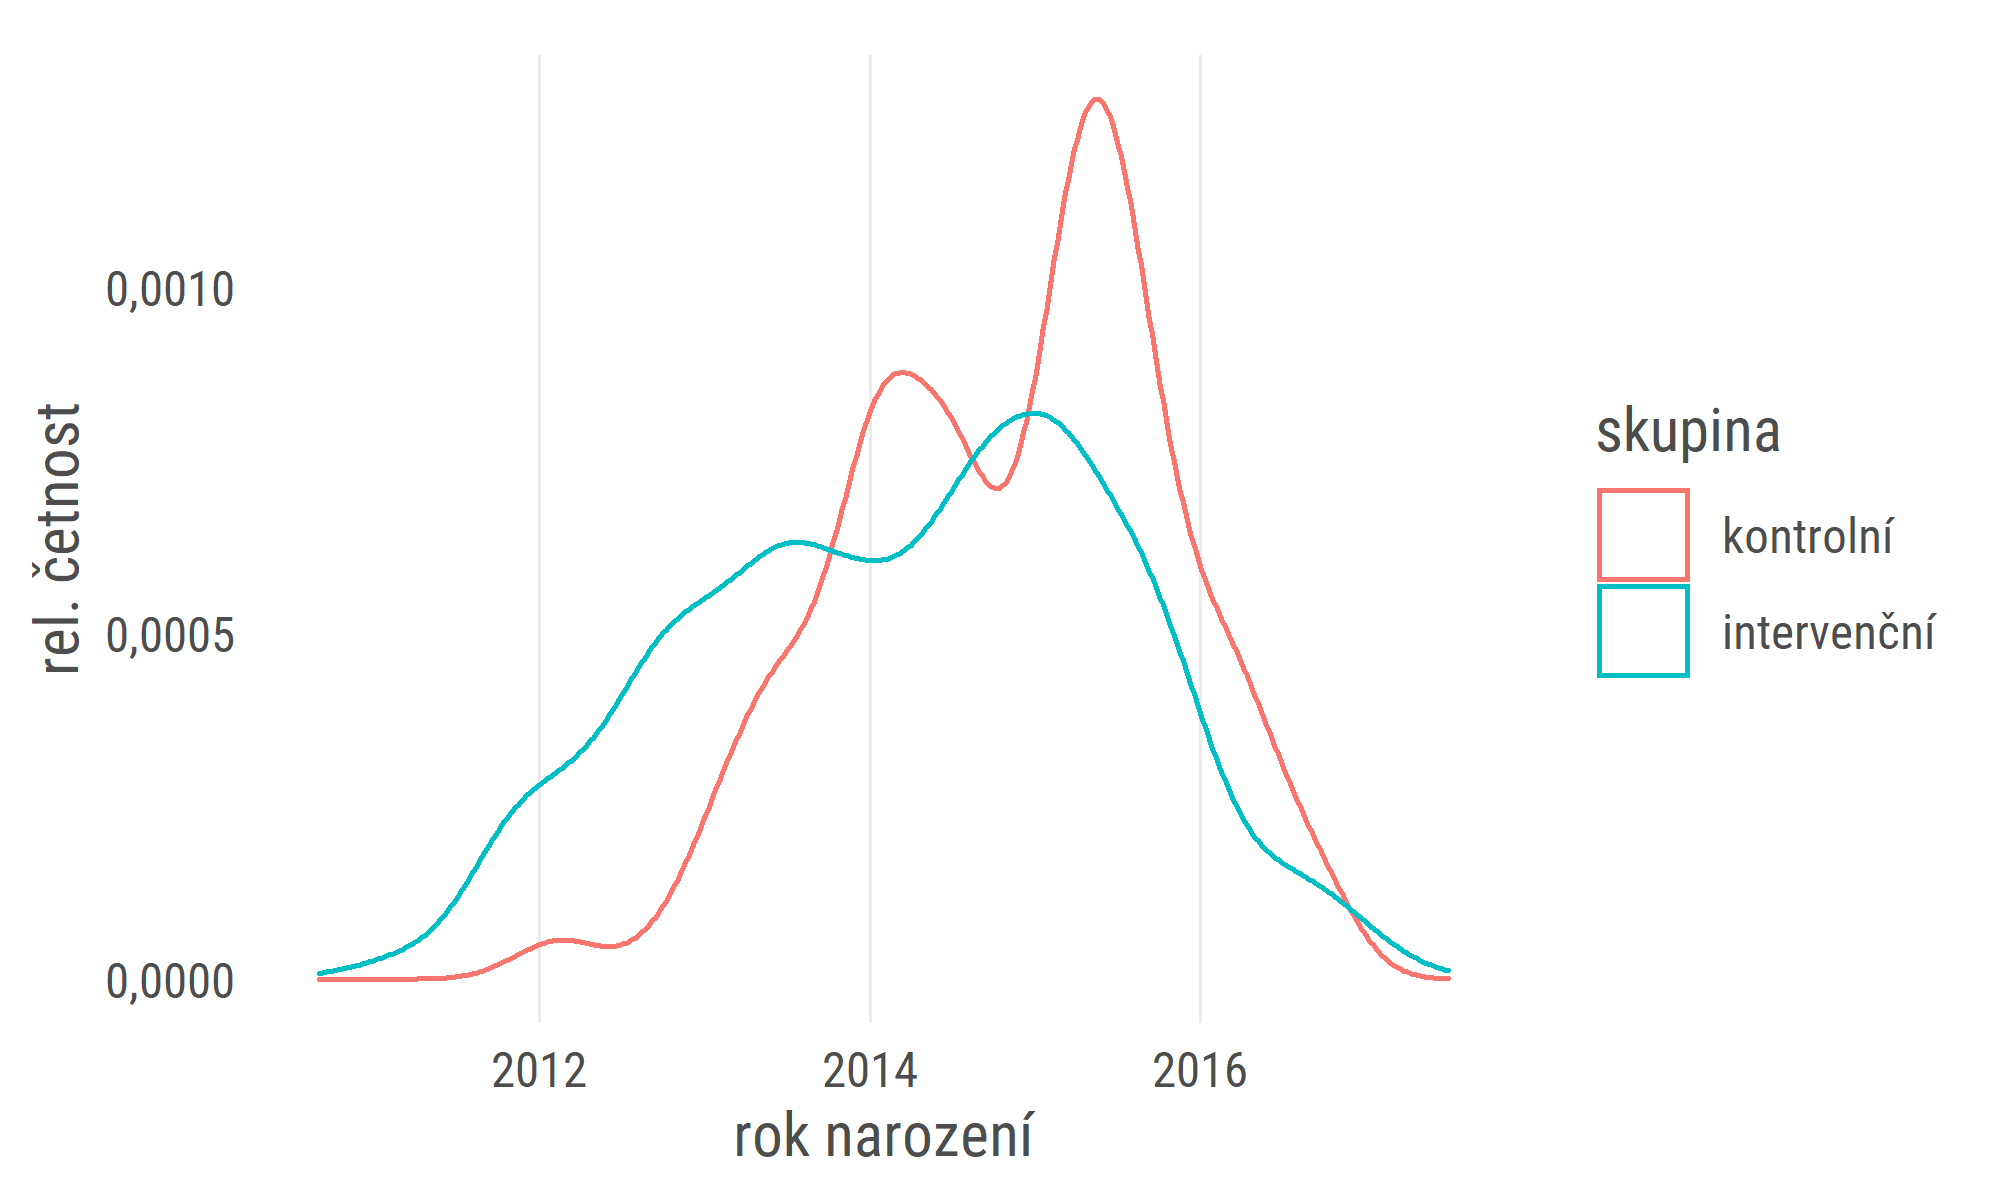 rel. četnost
0,0010
0,0005
0,0000
2012 2014 2016
rok narození
skupina
kontrolní
intervenční